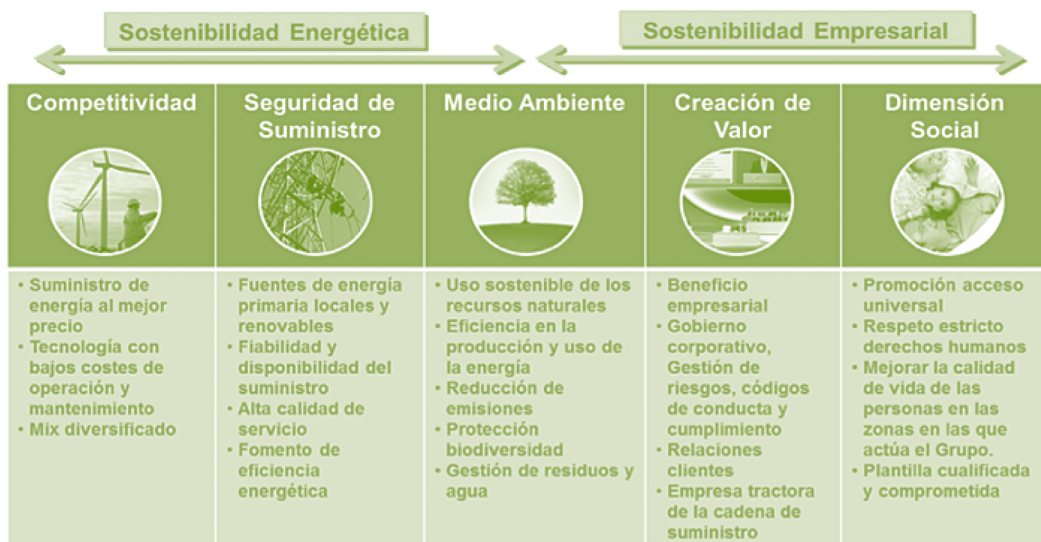 Sostenibilidad Energética
Sostenibilidad Empresarial
Competitividad
Seguridad de
Suministro
Medio Ambiente
Creación de
Valor
Dimensión
Social
• Suministro de
energía al mejor
precio
• Tecnología con
bajos costes de
operación y
mantenimiento
• Mix diversificado
• Fuentes de energía
primaria locales y
renovables
• Fiabilidad y
disponibilidad del
suministro
• Alta calidad de
servicio
• Fomento de
eficiencia
energética
• Uso sostenible de los
recursos naturales
• Eficiencia en la
producción y uso de
la energía
• Reducción de
emisiones
• Protección
biodiversidad
• Gestión de residuos y
agua
• Beneficio
empresarial
• Gobierno
corporativo,
Gestión de
riesgos, códigos
de conducta y
cumplimiento
• Relaciones
clientes
• Empresa tractora
de la cadena de
suministro
• Promoción acceso
universal
• Respeto estricto
derechos humanos
• Mejorar la calidad
de vida de las
personas en las
zonas en las que
actúa el Grupo.
• Plantilla cualificada
y comprometida